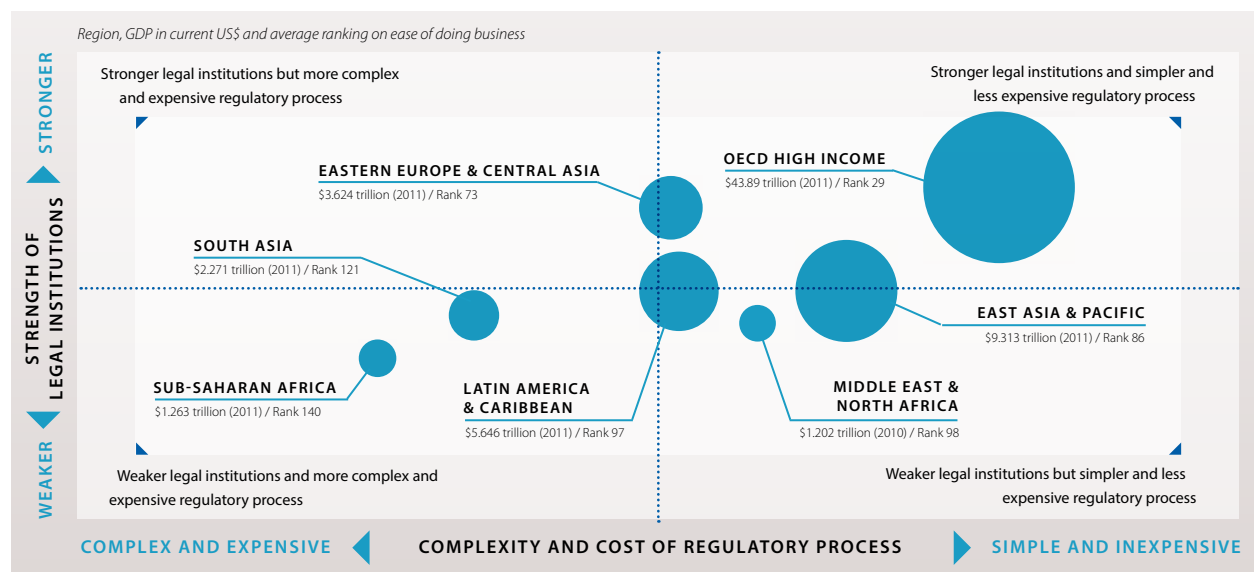 Region, GDP in current US$ and average ranking on ease of doing business
STRONGER
STRENGTH OF
LEGAL INSTITUTIONS
WEAKER
Stronger legal institutions but more complex
and expensive regulatory process
Stronger legal institutions and simpler and
less expensive regulatory process
EASTERN EUROPE & CENTRAL ASIA
$3.624 trillion (2011) / Rank 73
OECD HIGH INCOME
$43.89 trillion (2011) / Rank 29
SOUTH ASIA
$2.271 trillion (2011) / Rank 121
EAST ASIA & PACIFIC
$9.313 trillion (2011) / Rank 86
SUB-SAHARAN AFRICA
$1.263 trillion (2011) / Rank 140
LATIN AMERICA
& CARIBBEAN
$5.646 trillion (2011) / Rank 97
MIDDLE EAST &
NORTH AFRICA
$1.202 trillion (2010) / Rank 98
Weaker legal institutions and more complex and
expensive regulatory process
Weaker legal institutions but simpler and less
expensive regulatory process
COMPLEX AND EXPENSIVE
COMPLEXITY AND COST OF REGULATORY PROCESS
SIMPLE AND INEXPENSIVE